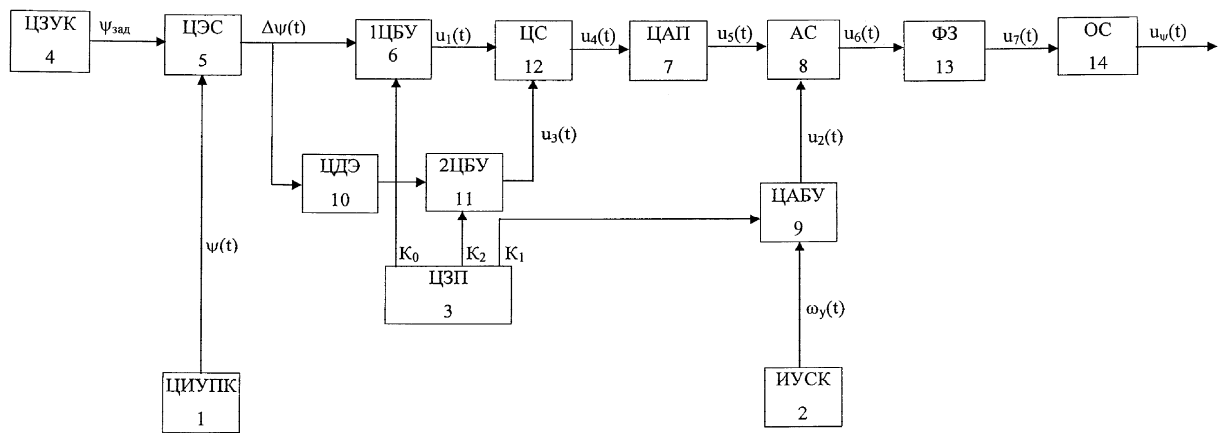 ЦЗУК
4
ψзад
ЦЭС
5
Δψ(t)
1ЦБУ
6
u1(t)
ЦС
12
u4(t)
ЦАП
7
u5(t)
АС
8
u6(t)
ФЗ
13
u7(t)
ОС
14
uψ(t)
u3(t)
u2(t)
ЦДЭ
10
2ЦБУ
11
ЦАБУ
9
ψ(t)
K0
K2
K1
ЦЗП
3
ωy(t)
ЦИУПК
1
ИУСК
2